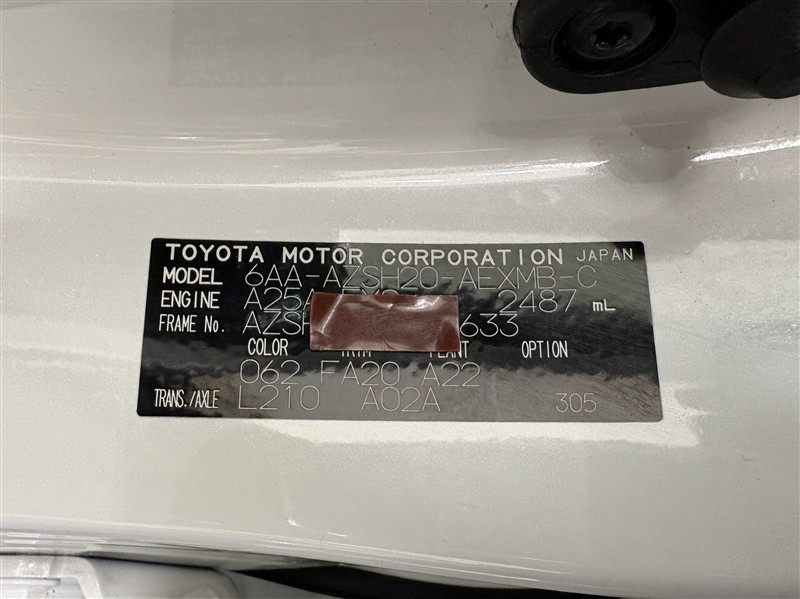 TOYOTA MOTOR CORPORATION JAPAN
MODEL 6AA-AZSH20-AEXMB-C
ENGINE A25A 2487 mL
FRAME No. AZSH 633
COLOR TRIM PLANT OPTION
062 FA20 A22
TRANS./AXLE L210 A02A 305